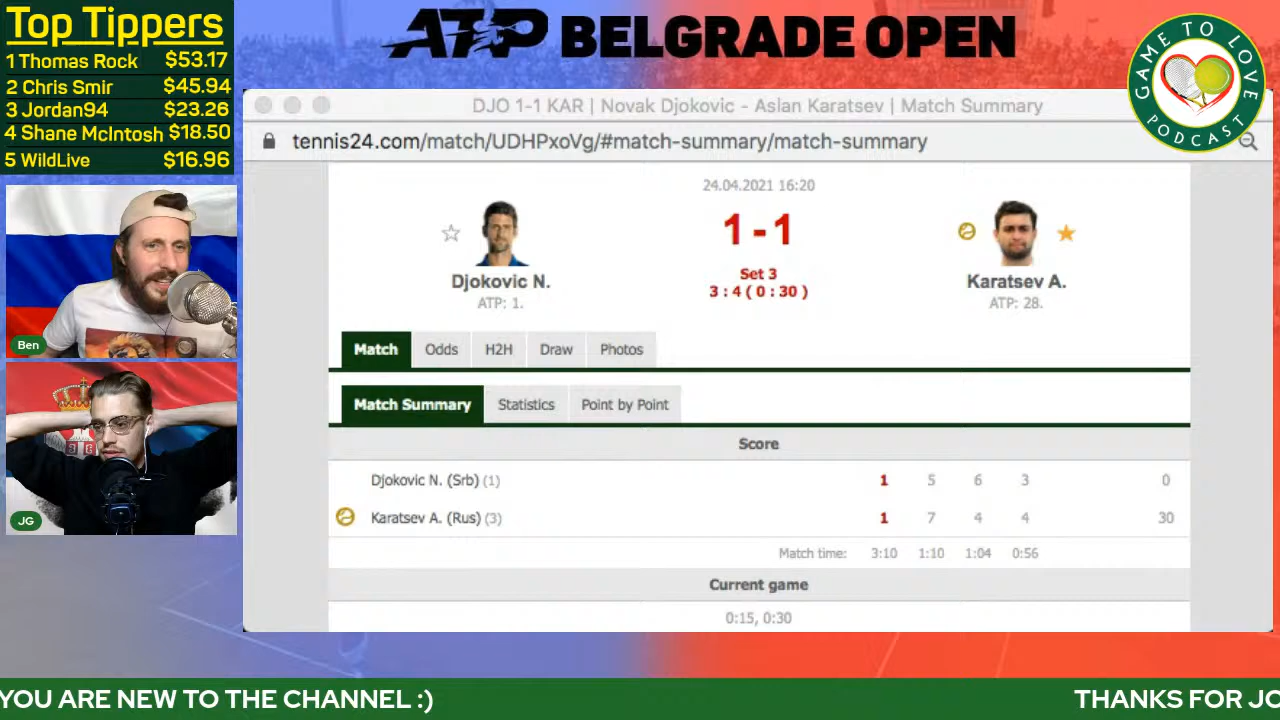 Top Tippers
1 Thomas Rock $53.17
2 Chris Smir $45.94
3 Jordan94 $23.26
4 Shane McIntosh $18.50
5 WildLive $16.96
ATP BELGRADE OPEN
GAME TO LOVE
PODCAST
DJO 1-1 KAR | Novak Djokovic - Aslan Karatsev | Match Summary
tennis24.com/match/UDHPxoVg/#match-summary/match-summary
24.04.2021 16:20
1 - 1
Set 3
3 : 4 ( 0 : 30 )
Djokovic N.
ATP: 1.
Karatsev A.
ATP: 28.
Match Odds H2H Draw Photos
Match Summary Statistics Point by Point
Score
Djokovic N. (Srb) (1) 1 5 6 3 0
Karatsev A. (Rus) (3) 1 7 4 4 30
Match time: 3:10 1:10 1:04 0:56
Current game
0:15, 0:30
Ben
JG
YOU ARE NEW TO THE CHANNEL :) THANKS FOR JO